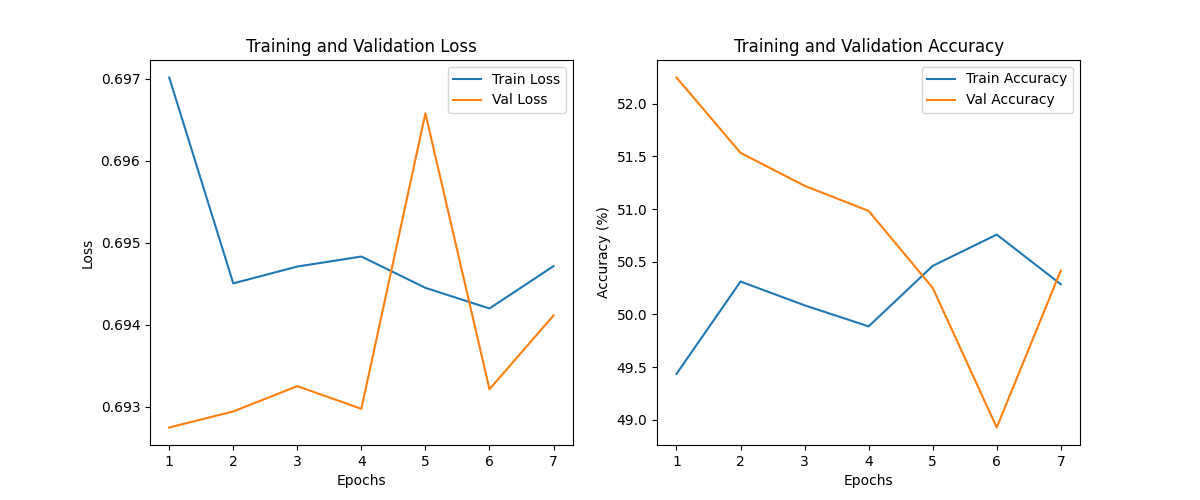 Training and Validation Loss
0.697
0.696
0.695
0.694
0.693
Loss
Train Loss
Val Loss
1 2 3 4 5 6 7
Epochs
Training and Validation Accuracy
52.0
51.5
51.0
50.5
50.0
49.5
49.0
Accuracy (%)
Train Accuracy
Val Accuracy
1 2 3 4 5 6 7
Epochs